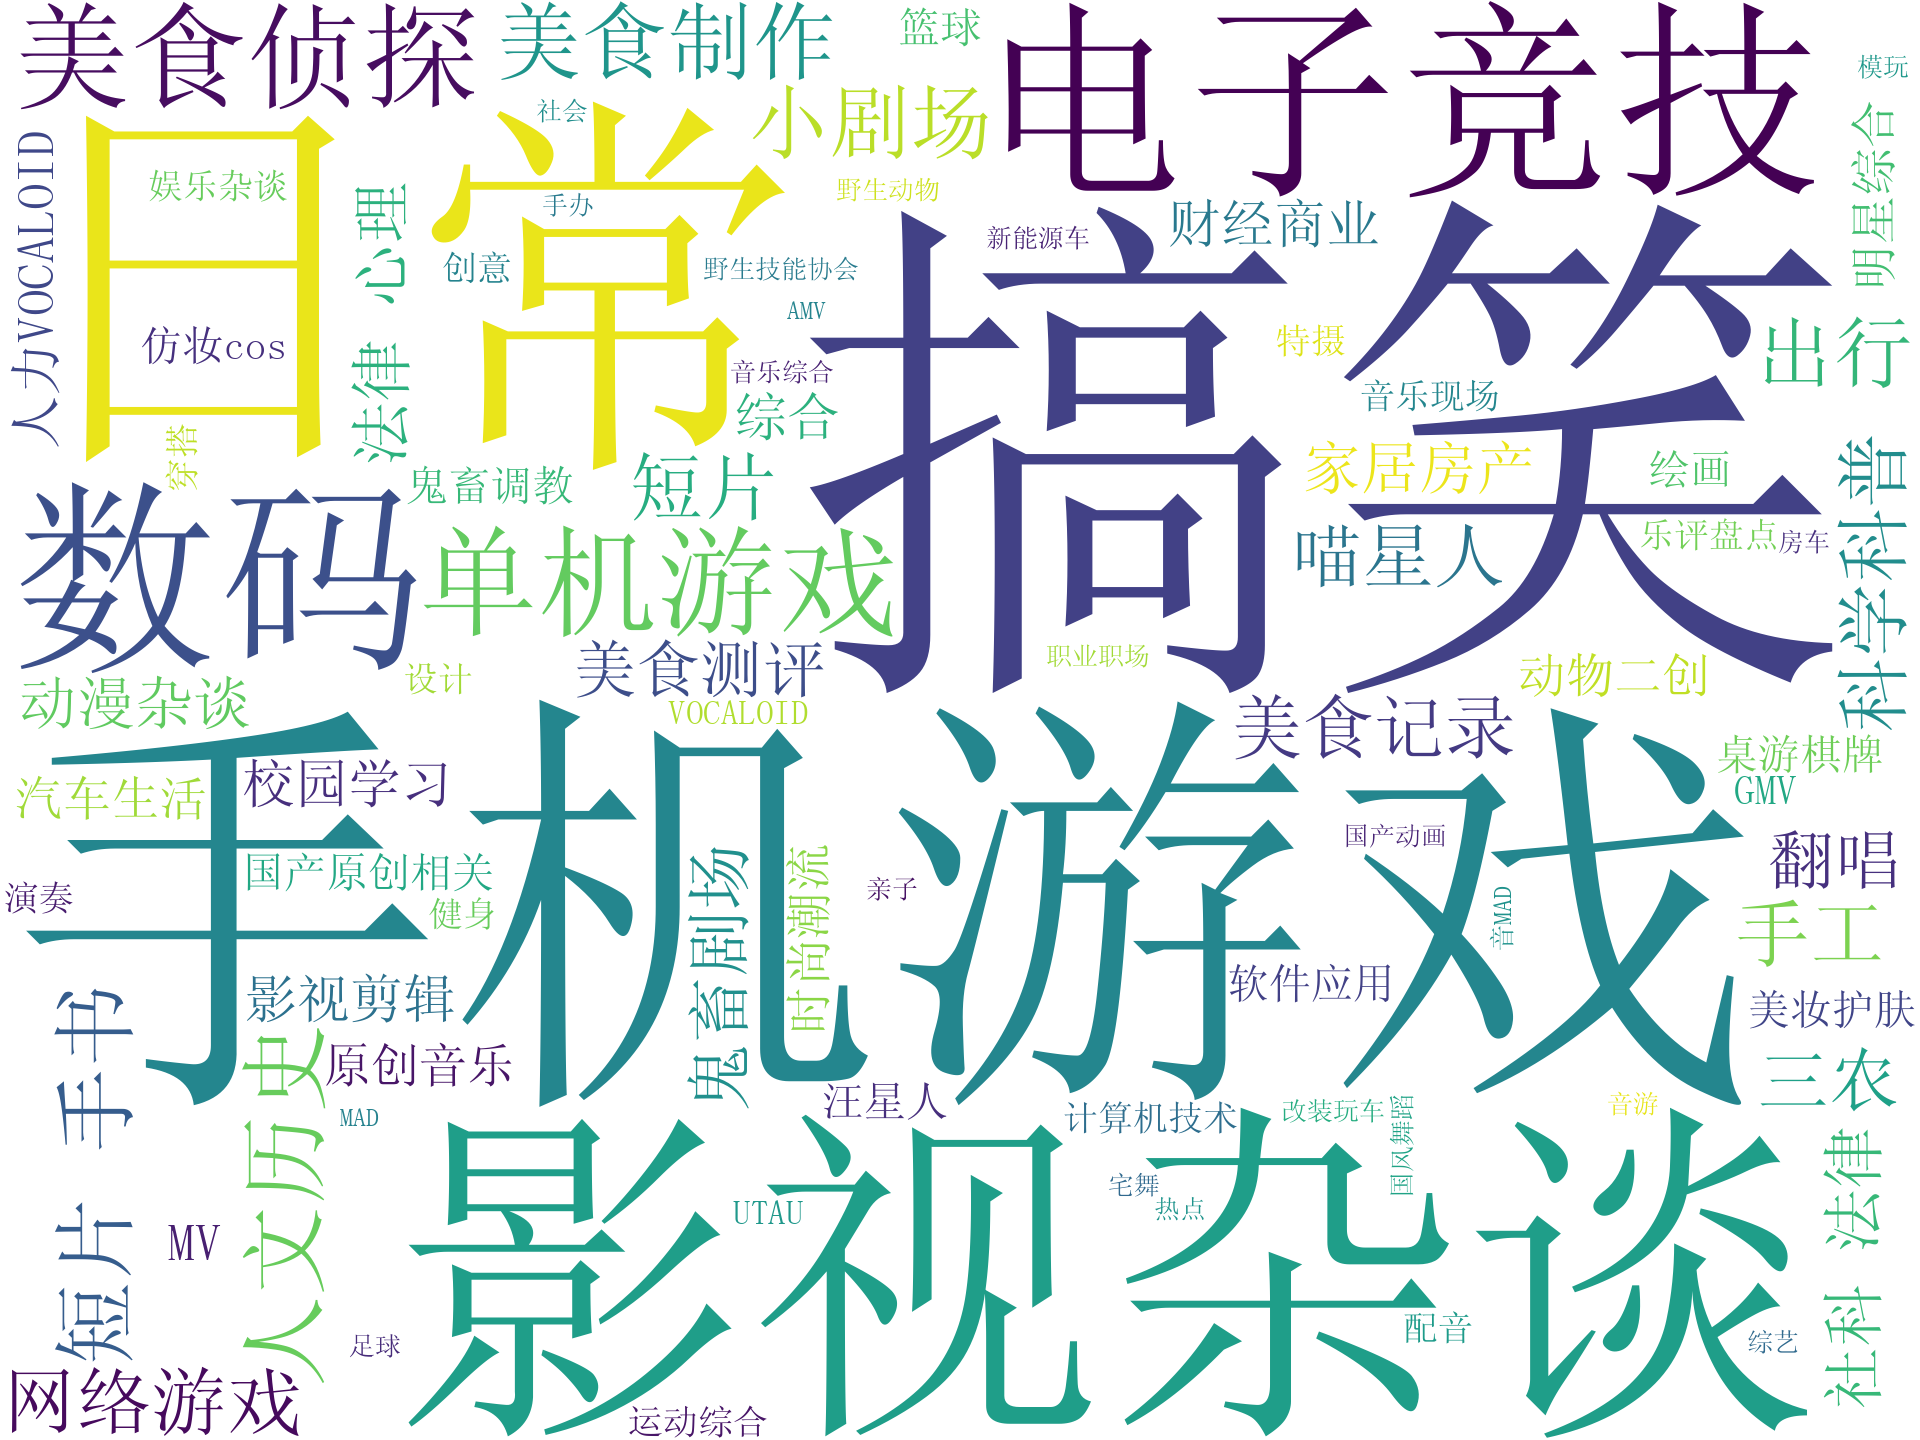 美食侦探
美食制作
篮球
电子竞技
模玩
社会
小剧场
人力VOCALOID
日常
娱乐杂谈
心理
手办
野生动物
明星综合
搞笑
财经商业
新能源车
创意
野生技能协会
AMV
仿妆cos
特摄
出行
法律
音乐综合
音乐现场
综合
穿搭
鬼畜调教
短片
家居房产
绘画
科学科普
数码
单机游戏
喵星人
乐评盘点
房车
美食测评
职业职场
动物二创
设计
动漫杂谈
VOCALOID
美食记录
手机游戏
桌游棋牌
校园学习
汽车生活
GMV
国产动画
翻唱
国产原创相关
时尚潮流
亲子
演奏
健身
鬼畜剧场
音MAD
手工
影视剪辑
软件应用
美妆护肤
手书
原创音乐
人文历史
三农
汪星人
MAD
计算机技术
改装玩车
国风舞蹈
音游
影视杂谈
社科 法律 心理
宅舞
热点
UTAU
短片
MV
配音
足球
综艺
网络游戏
运动综合